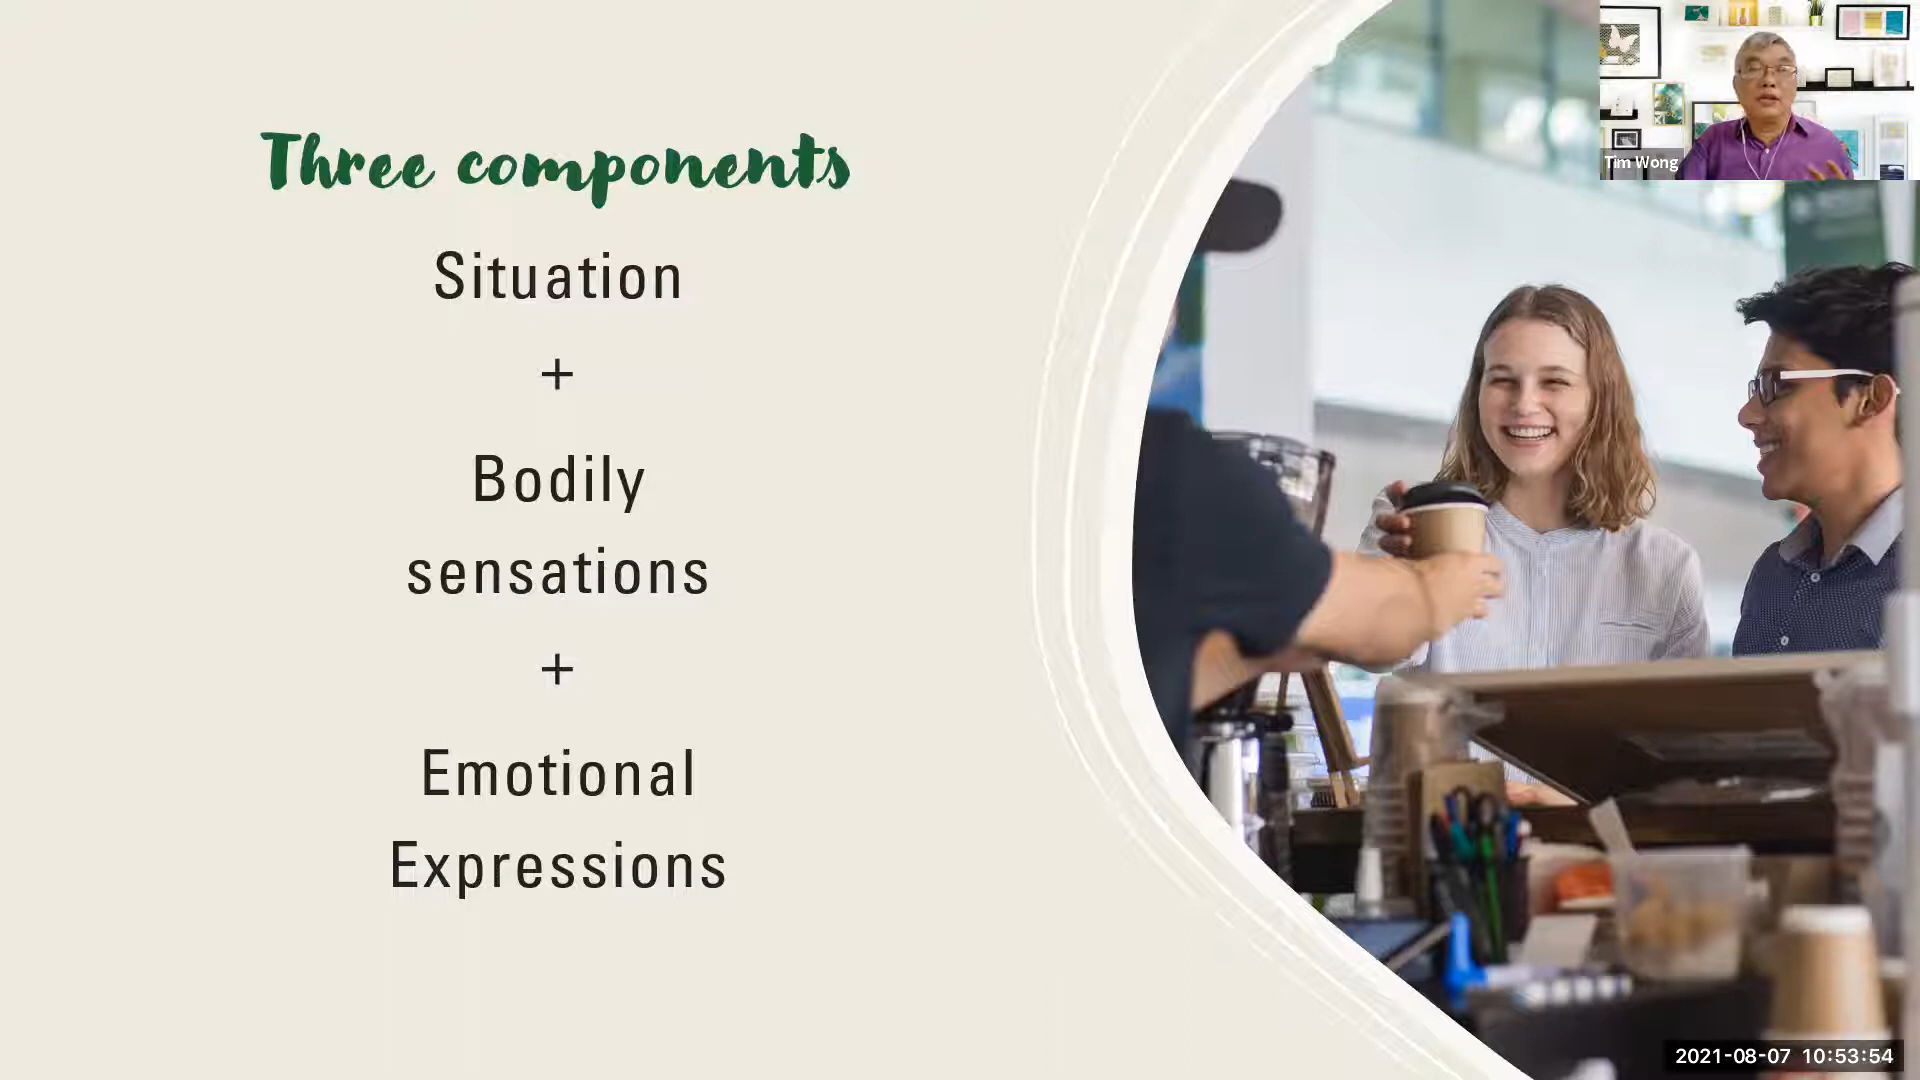 Three components
Situation
+
Bodily
sensations
+
Emotional
Expressions
Tim Wong
2021-08-07 10:53:54